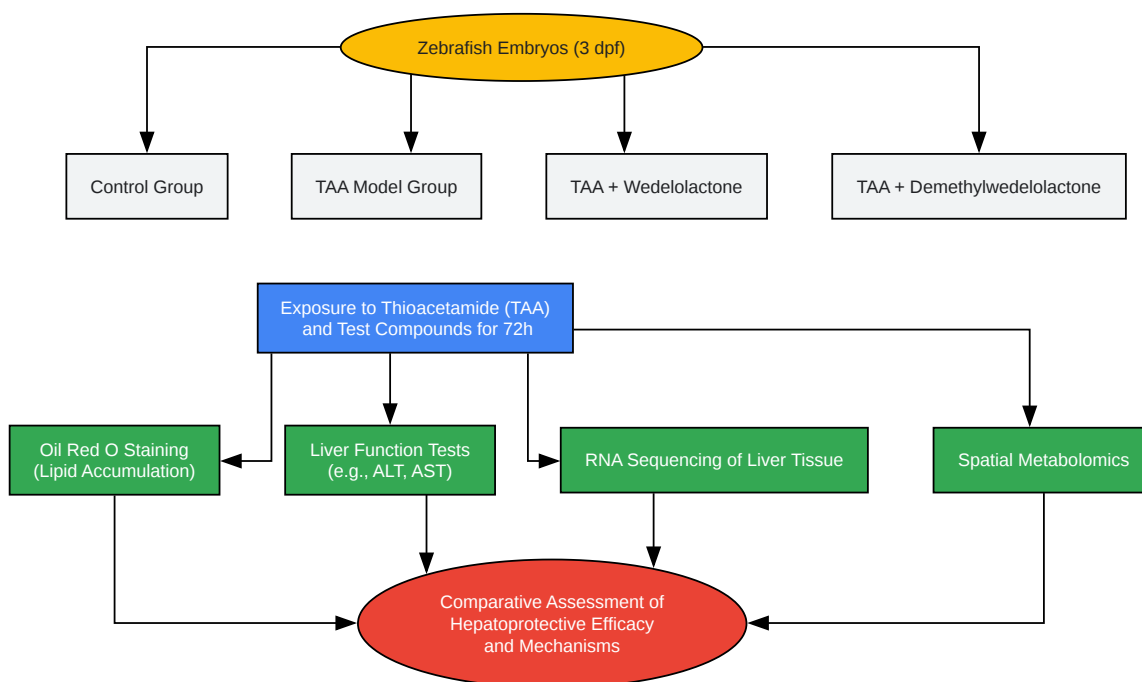 Zebrafish Embryos (3 dpf)
Control Group
TAA Model Group
TAA + Wedelolactone
TAA + Demethylwedelolactone
Exposure to Thioacetamide (TAA)
and Test Compounds for 72h
Oil Red O Staining
(Lipid Accumulation)
Liver Function Tests
(e.g., ALT, AST)
RNA Sequencing of Liver Tissue
Spatial Metabolomics
Comparative Assessment of
Hepatoprotective Efficacy
and Mechanisms